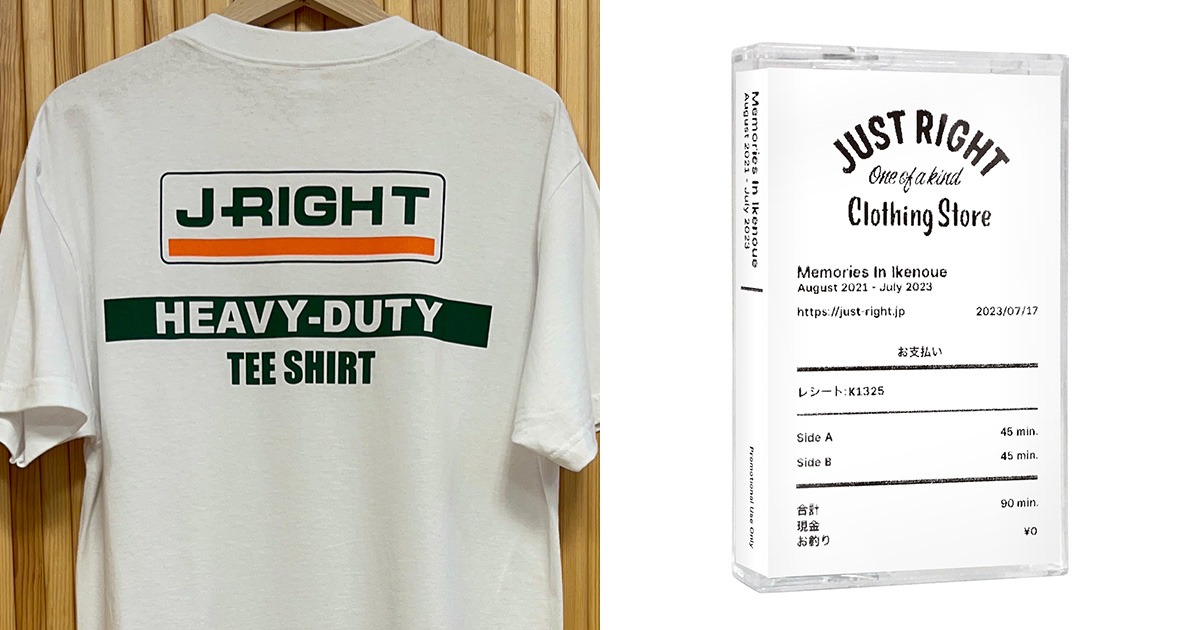 J-RIGHT
HEAVY-DUTY
TEE SHIRT
Memories In Ikenoue
August 2021 - July 2023
Promotional Use Only
JUST RIGHT
One of a kind
Clothing Store
Memories In Ikenoue
August 2021 - July 2023
https://just-right.jp 2023/07/17
お支払い
レシート:K1325
Side A 45 min.
Side B 45 min.
合計 90 min.
現金
お釣り ¥0